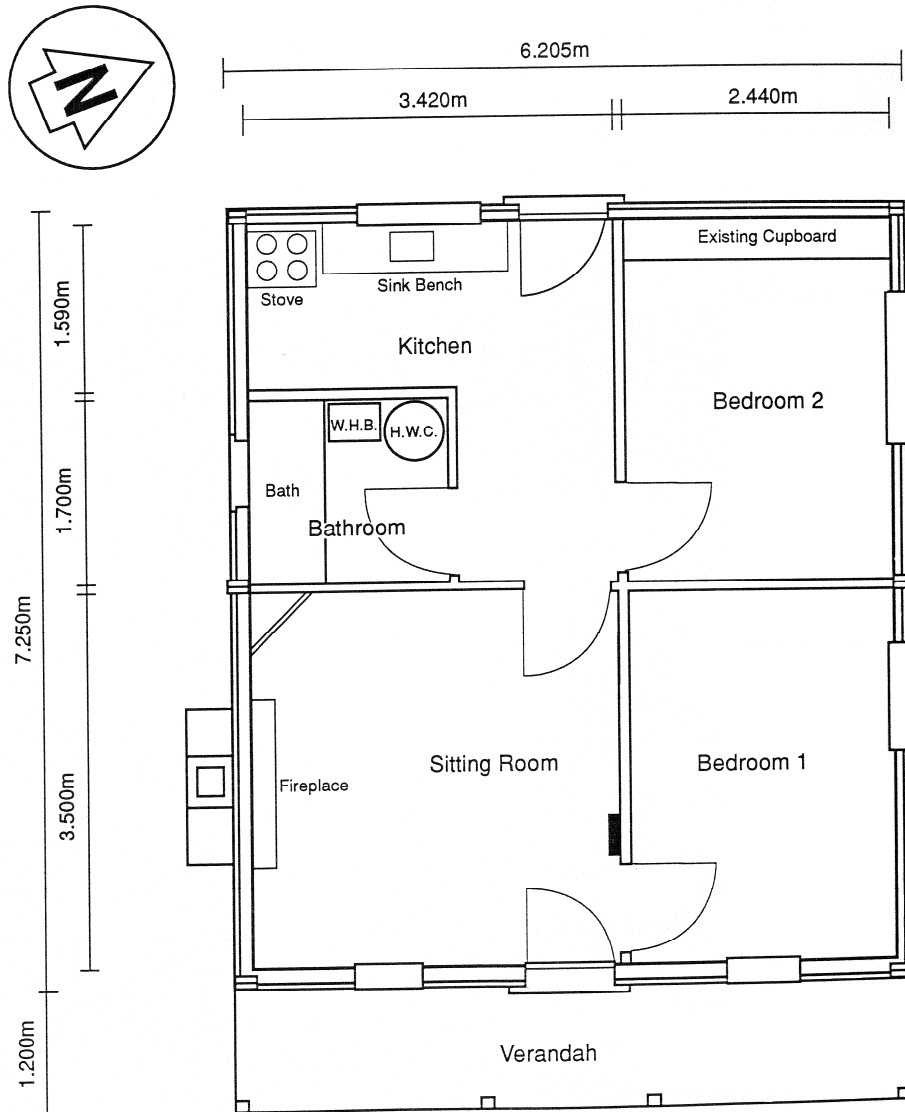 N
6.205m
3.420m
2.440m
Existing Cupboard
Sink Bench
Stove
1.590m
Kitchen
Bedroom 2
W.H.B.
H.W.C.
Bath
1.700m
Bathroom
7.250m
Sitting Room
Bedroom 1
Fireplace
3.500m
Verandah
1.200m